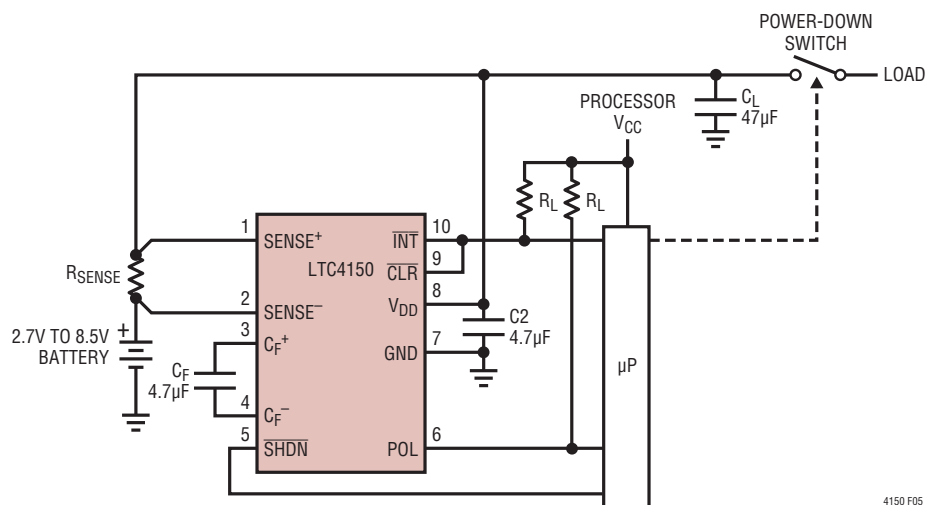 POWER-DOWN
SWITCH
LOAD
PROCESSOR
V_CC
C_L
47µF
R_L
R_L
1
SENSE⁺
10
INT̅
R_SENSE
LTC4150
9
CLR̅
2
SENSE⁻
8
V_DD
C2
4.7µF
2.7V TO 8.5V
BATTERY
+
3
C_F⁺
7
GND
µP
C_F
4.7µF
4
C_F⁻
5
SHDN̅
6
POL
4150 F05